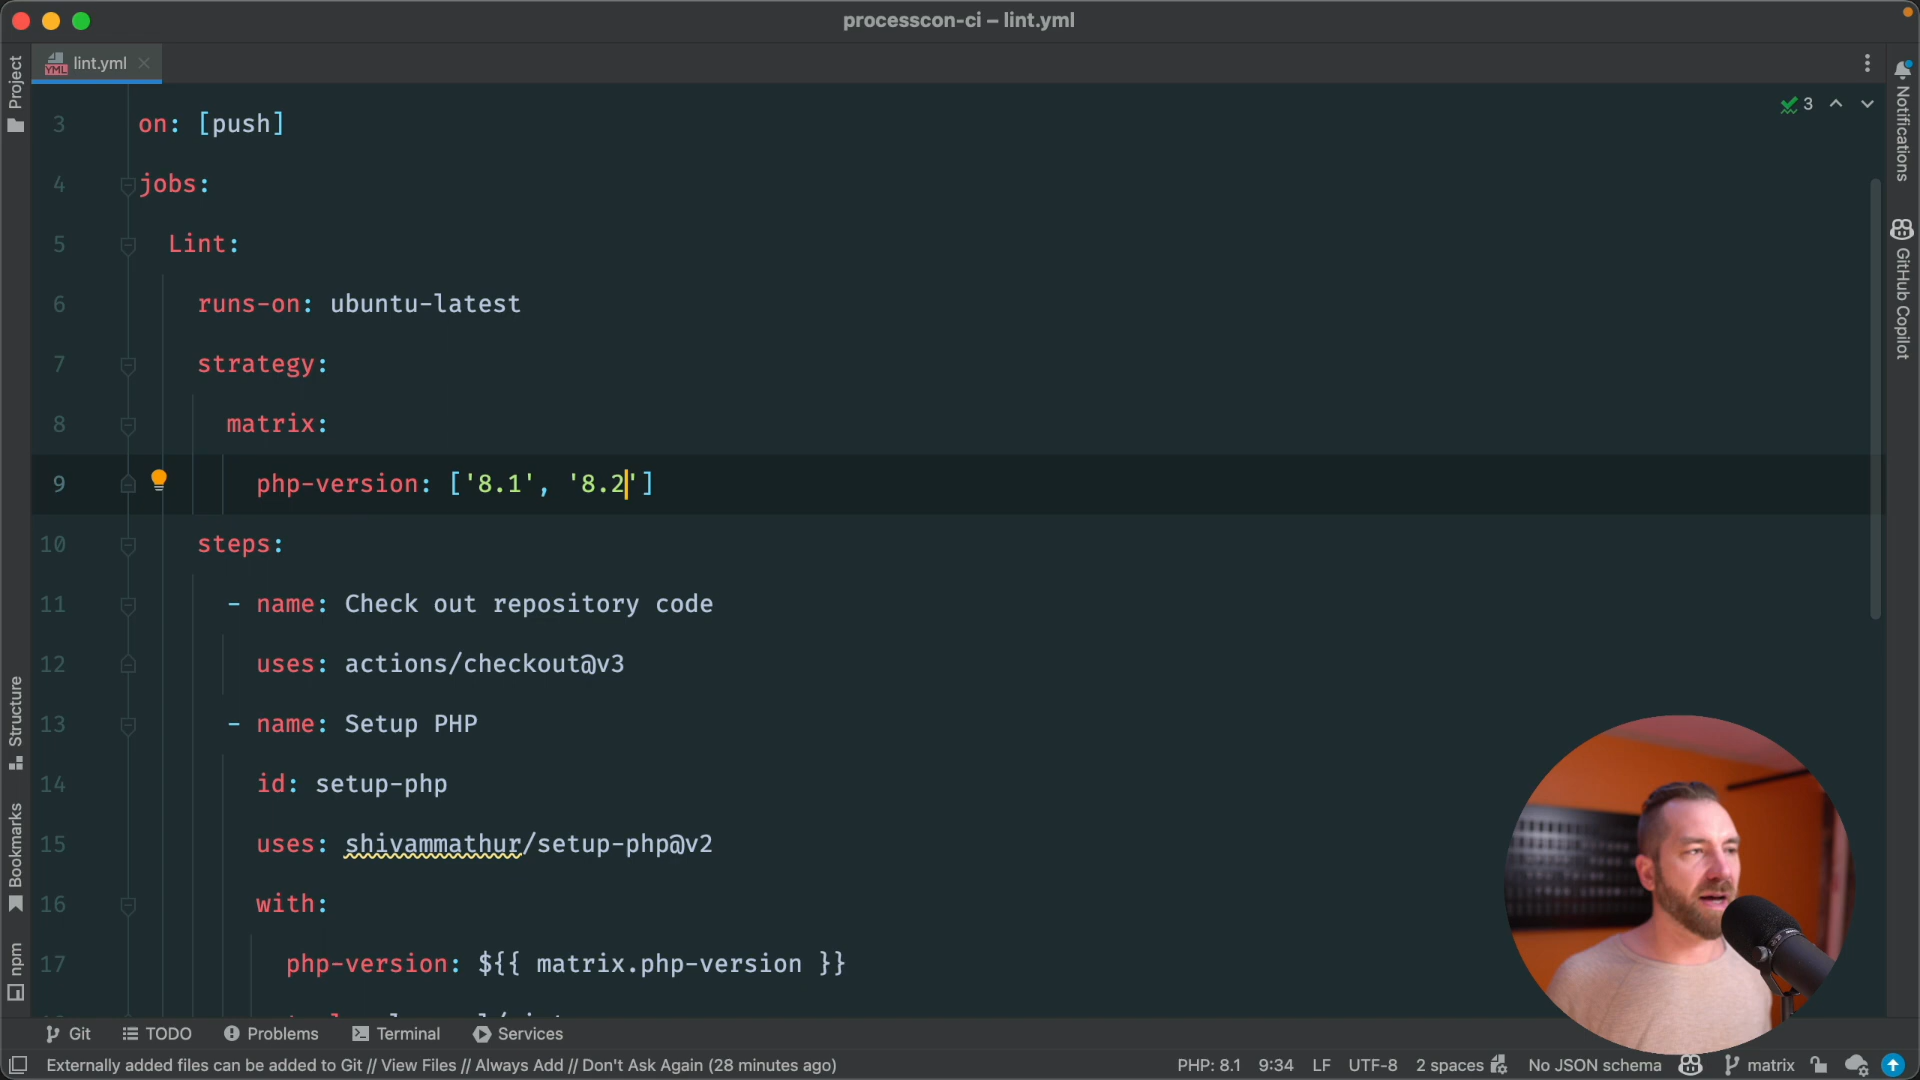 processcon-ci – lint.yml
lint.yml
Project
Notifications
GitHub Copilot
3
3 on: [push]
4 jobs:
5 Lint:
6 runs-on: ubuntu-latest
7 strategy:
8 matrix:
9 php-version: ['8.1', '8.2']
10 steps:
11 - name: Check out repository code
12 uses: actions/checkout@v3
13 - name: Setup PHP
14 id: setup-php
15 uses: shivammathur/setup-php@v2
16 with:
17 php-version: ${{ matrix.php-version }}
Structure
Bookmarks
npm
Git TODO Problems Terminal Services
Externally added files can be added to Git // View Files // Always Add // Don't Ask Again (28 minutes ago)
PHP: 8.1 9:34 LF UTF-8 2 spaces No JSON schema matrix